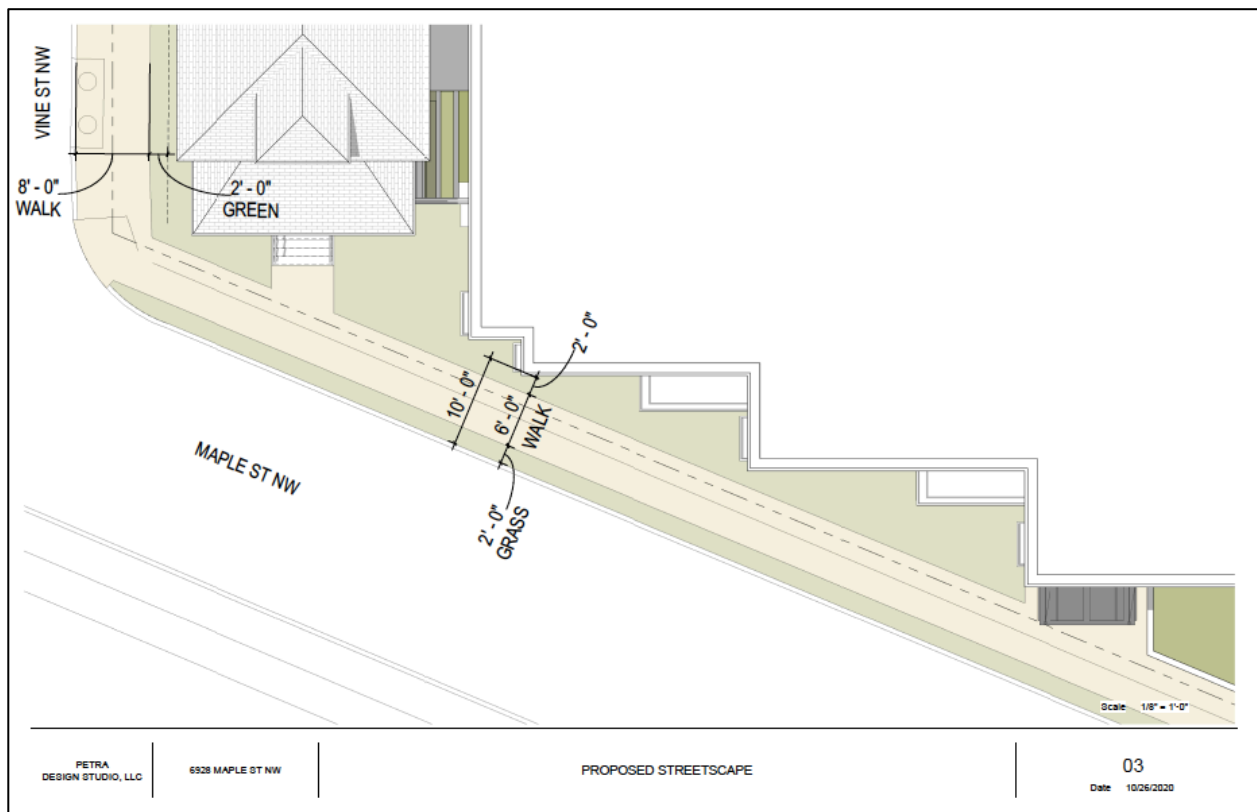 VINE ST NW
8' - 0"
WALK
2' - 0"
GREEN
2' - 0"
10' - 0"
6' - 0"
WALK
2' - 0"
GRASS
MAPLE ST NW
Scale 1/8" = 1'-0"
PETRA
DESIGN STUDIO, LLC
6928 MAPLE ST NW
PROPOSED STREETSCAPE
03
Date 10/26/2020